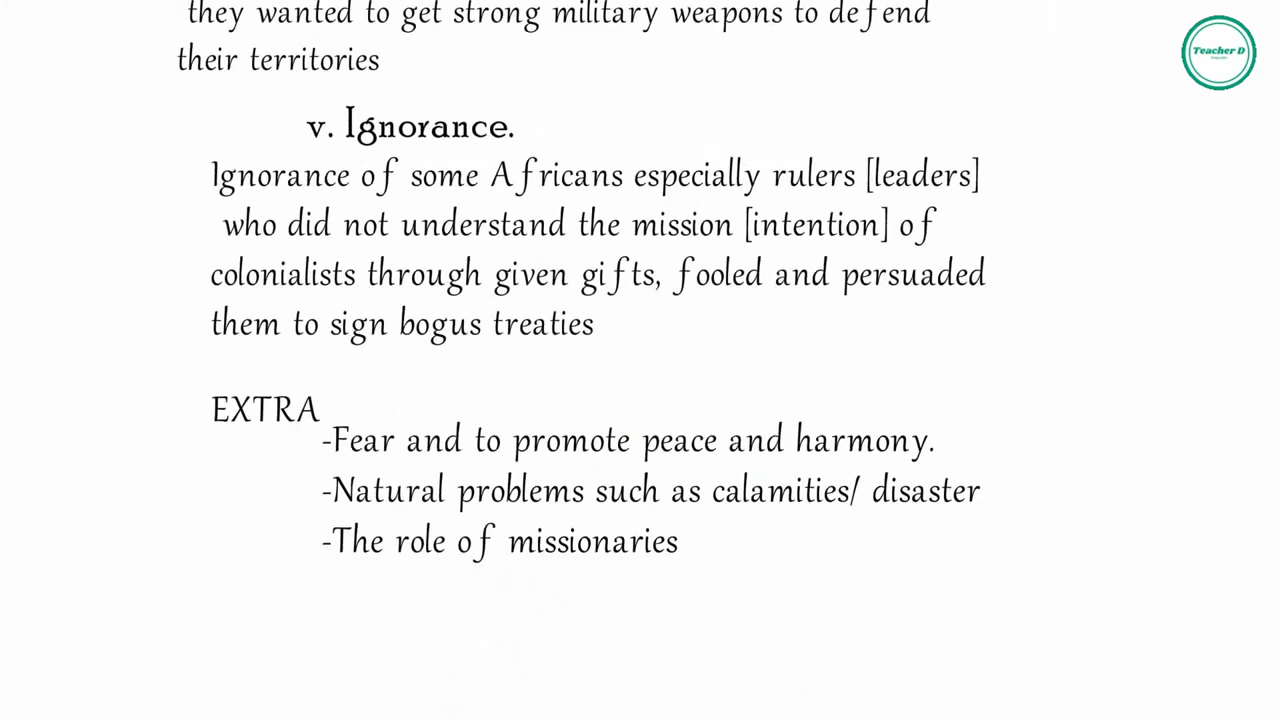 they wanted to get strong military weapons to defend
their territories
v. Ignorance.
Ignorance of some Africans especially rulers [leaders]
who did not understand the mission [intention] of
colonialists through given gifts, fooled and persuaded
them to sign bogus treaties
EXTRA
-Fear and to promote peace and harmony.
-Natural problems such as calamities/ disaster
-The role of missionaries
Teacher D